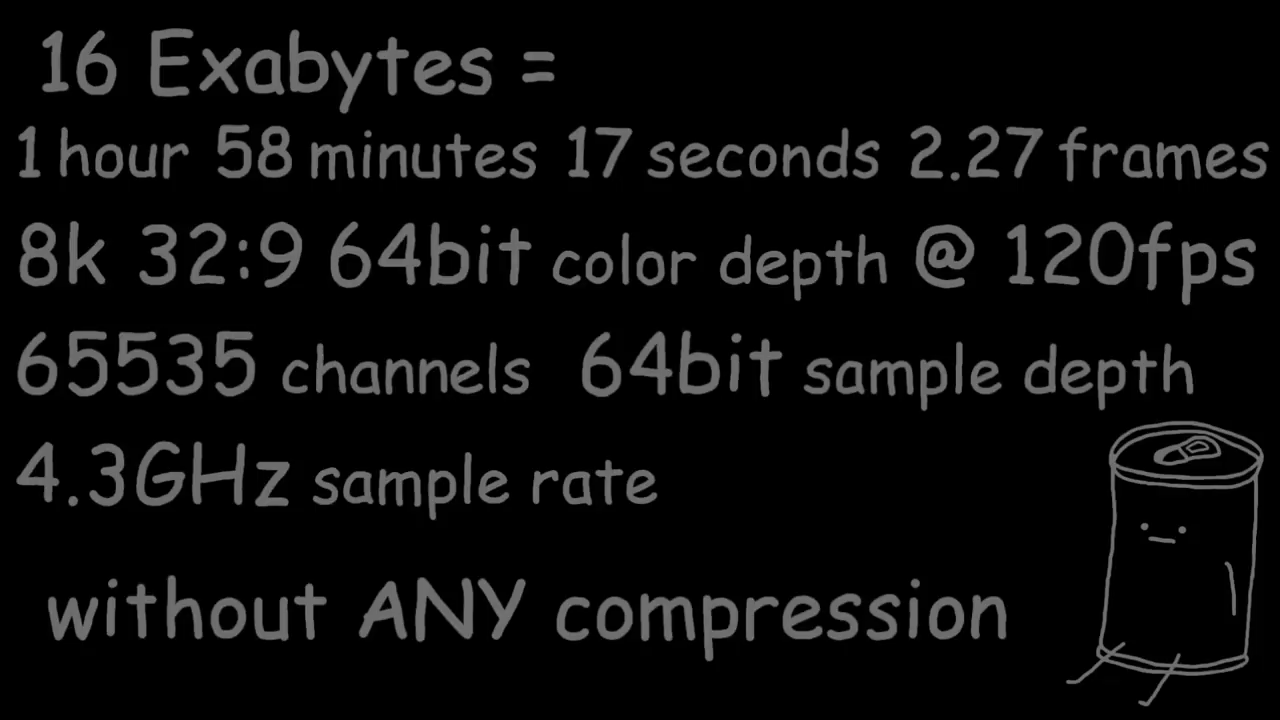 16 Exabytes =
1 hour 58 minutes 17 seconds 2.27 frames
8k 32:9 64bit color depth @ 120fps
65535 channels 64bit sample depth
4.3GHz sample rate
without ANY compression